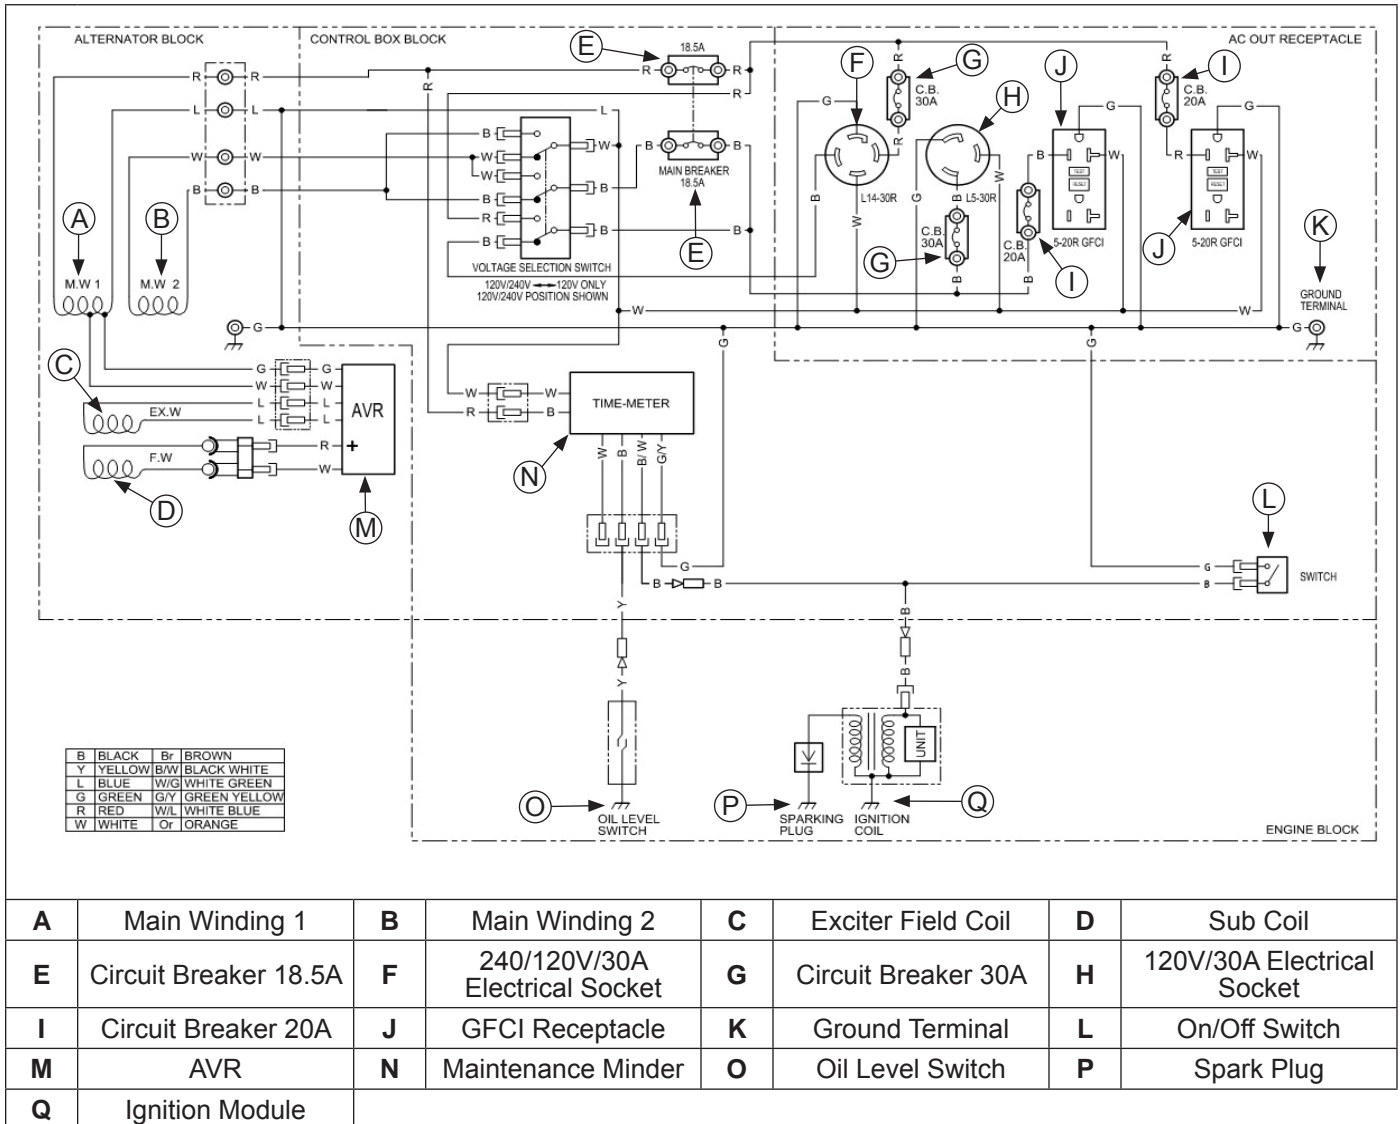 ALTERNATOR BLOCK
CONTROL BOX BLOCK
AC OUT RECEPTACLE
E
18.5A
R
R
F
G
C.B.
30A
H
J
I
C.B.
20A
R
R
L
L
W
W
B
B
A
M.W 1
B
M.W 2
B
W
W
R
B
W
B
B
VOLTAGE SELECTION SWITCH
120V/240V 120V ONLY
120V/240V POSITION SHOWN
B
B
MAIN BREAKER
18.5A
E
L14-30R
L5-30R
C.B.
30A
G
C.B.
20A
I
TEST
RESET
5-20R GFCI
TEST
RESET
J
5-20R GFCI
K
GROUND
TERMINAL
G
G
C
EX.W
F.W
D
G
W
L
L
G
W
L
L
R
W
AVR
+
M
W
R
W
B
TIME-METER
N
W
B
B/ W
G/Y
G
B
B
Y
Y
B
B
L
G
B
SWITCH
O
OIL LEVEL
SWITCH
P
SPARKING
PLUG
UNIT
Q
IGNITION
COIL
ENGINE BLOCK
B BLACK Br BROWN
Y YELLOW B/W BLACK WHITE
L BLUE W/G WHITE GREEN
G GREEN G/Y GREEN YELLOW
R RED W/L WHITE BLUE
W WHITE Or ORANGE
A Main Winding 1 B Main Winding 2 C Exciter Field Coil D Sub Coil
E Circuit Breaker 18.5A F 240/120V/30A Electrical Socket G Circuit Breaker 30A H 120V/30A Electrical Socket
I Circuit Breaker 20A J GFCI Receptacle K Ground Terminal L On/Off Switch
M AVR N Maintenance Minder O Oil Level Switch P Spark Plug
Q Ignition Module